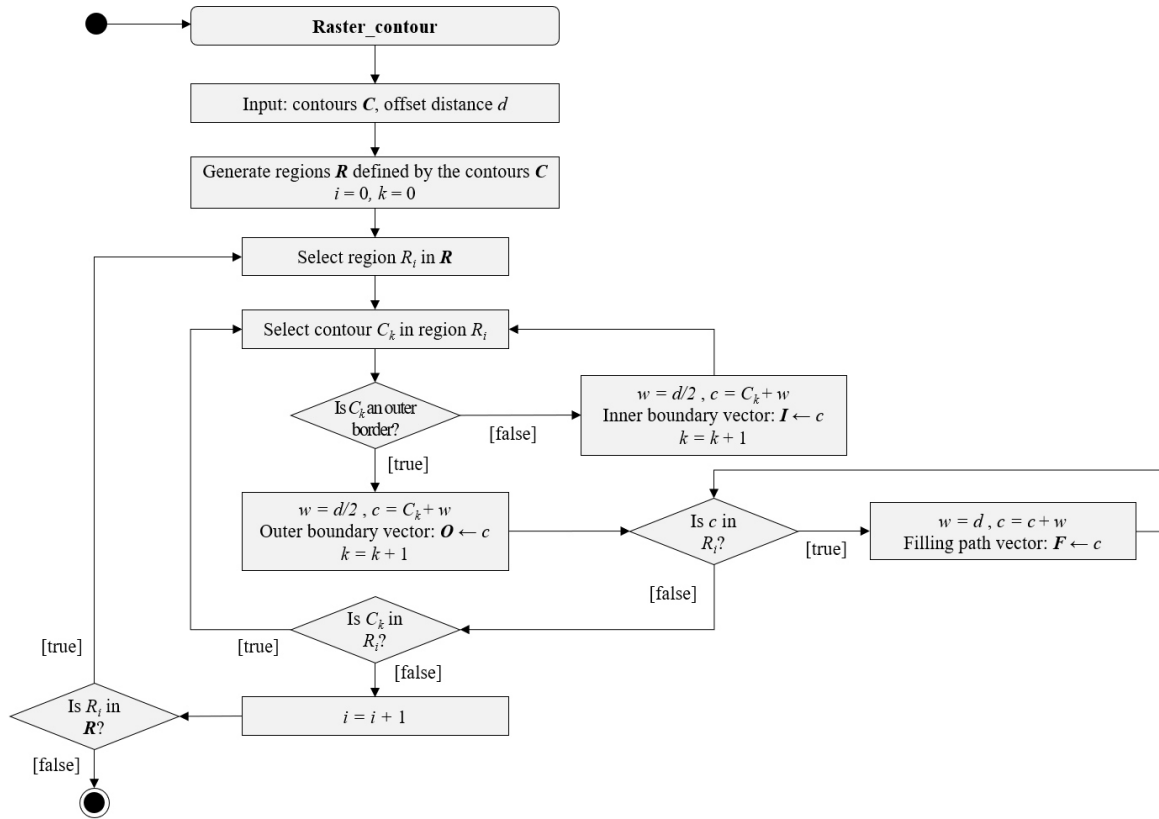 Raster_contour
Input: contours C, offset distance d
Generate regions R defined by the contours C
i = 0, k = 0
Select region Ri in R
Select contour Ck in region Ri
Is Ck an outer
border?
[false]
w = d/2 , c = Ck + w
Inner boundary vector: I ← c
k = k + 1
[true]
w = d/2 , c = Ck + w
Outer boundary vector: O ← c
k = k + 1
Is c in
Ri?
[true]
w = d , c = c + w
Filling path vector: F ← c
[false]
Is Ck in
Ri?
[true]
[false]
i = i + 1
Is Ri in
R?
[true]
[false]